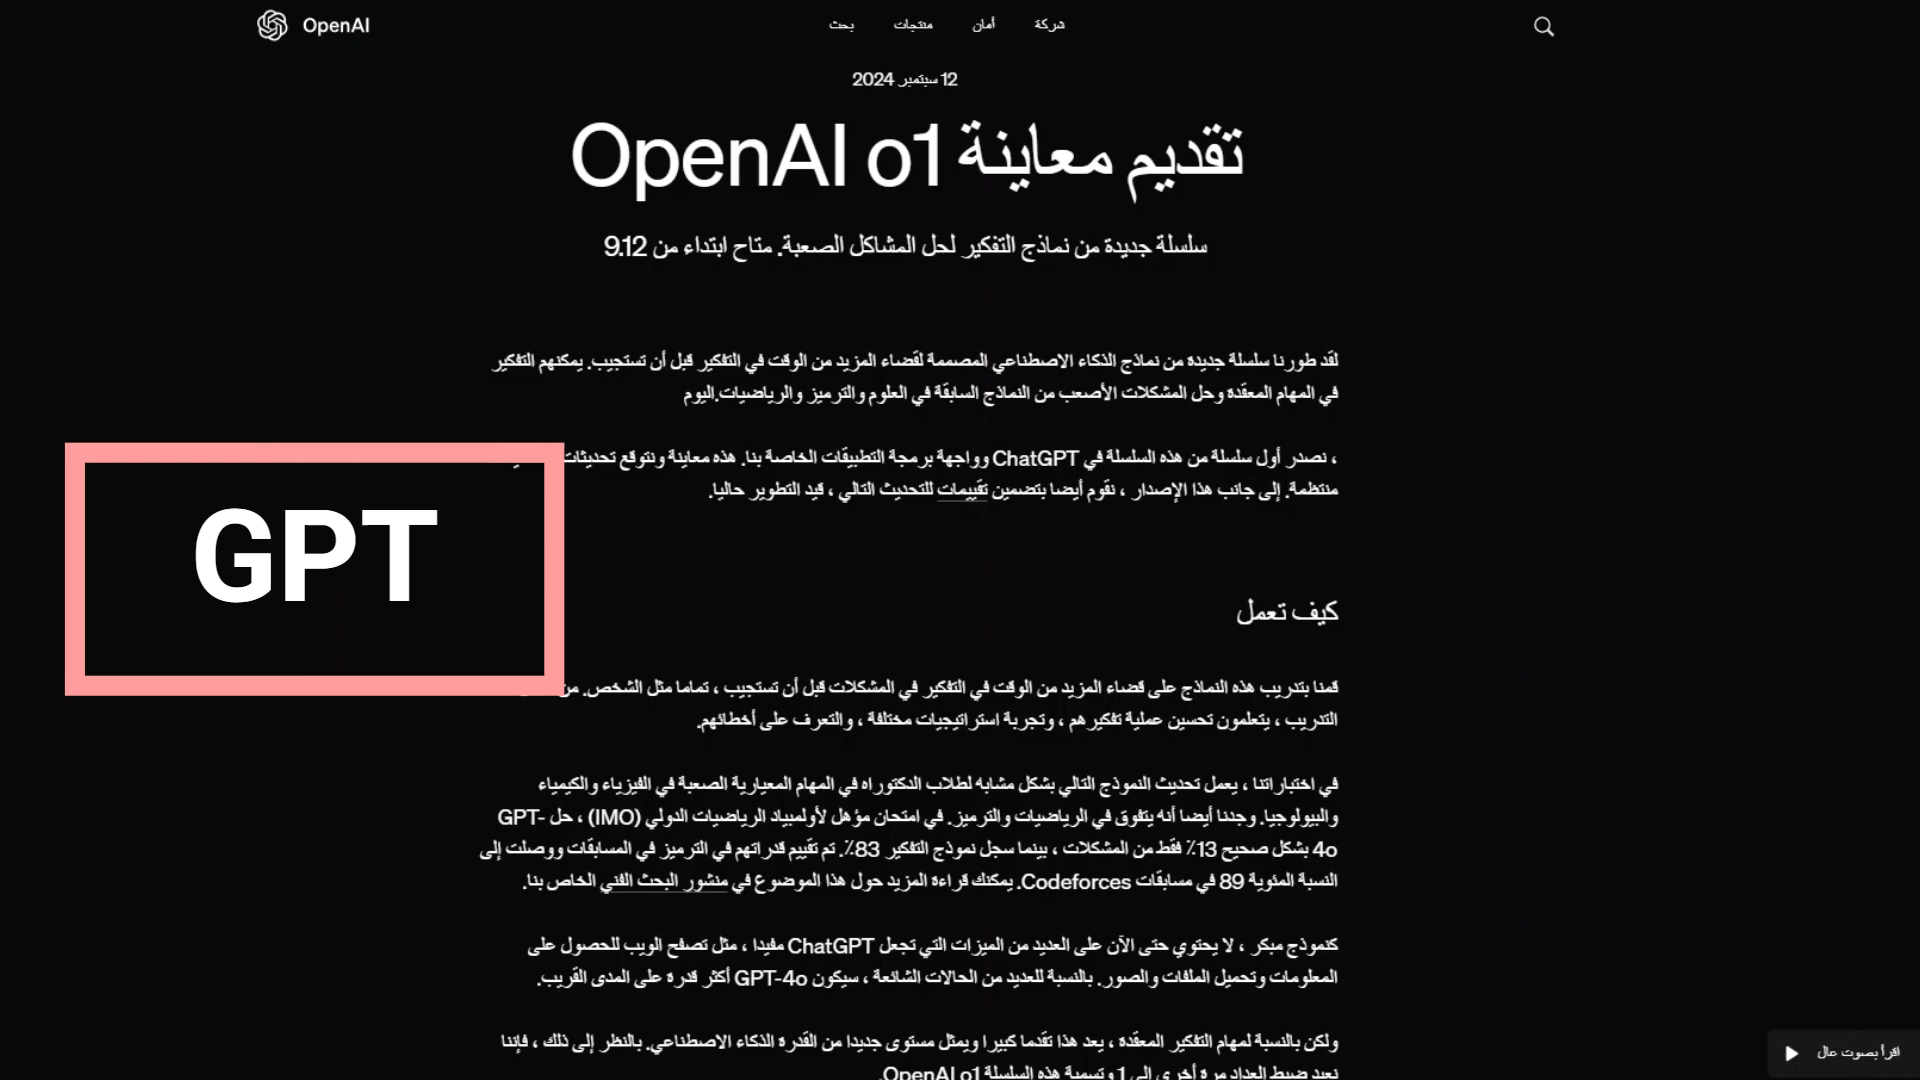 OpenAI
شركة
أمان
منتجات
بحث
12 سبتمبر 2024
تقديم معاينة OpenAI o1
سلسلة جديدة من نماذج التفكير لحل المشاكل الصعبة. متاح ابتداء من 9.12
لقد طورنا سلسلة جديدة من نماذج الذكاء الاصطناعي المصممة لقضاء المزيد من الوقت في التفكير قبل أن تستجيب. يمكنهم التفكير
في المهام المعقدة وحل المشكلات الأصعب من النماذج السابقة في العلوم والترميز والرياضيات.اليوم
، نصدر أول سلسلة من هذه السلسلة في ChatGPT وواجهة برمجة التطبيقات الخاصة بنا. هذه معاينة ونتوقع تحديثات
منتظمة. إلى جانب هذا الإصدار ، نقوم أيضا بتضمين تقييمات للتحديث التالي ، قيد التطوير حاليا.
GPT
كيف تعمل
قمنا بتدريب هذه النماذج على قضاء المزيد من الوقت في التفكير في المشكلات قبل أن تستجيب ، تماما مثل الشخص.
التدريب ، يتعلمون تحسين عملية تفكيرهم ، وتجربة استراتيجيات مختلفة ، والتعرف على أخطائهم.
في اختباراتنا ، يعمل تحديث النموذج التالي بشكل مشابه لطلاب الدكتوراه في المهام المعيارية الصعبة في الفيزياء والكيمياء
والبيولوجيا. وجدنا أيضا أنه يتفوق في الرياضيات والترميز. في امتحان مؤهل لأولمبياد الرياضيات الدولي (IMO) ، حل GPT-
4o بشكل صحيح 13٪ فقط من المشكلات ، بينما سجل نموذج التفكير 83٪. تم تقييم قدراتهم في الترميز في المسابقات ووصلت إلى
النسبة المئوية 89 في مسابقات Codeforces. يمكنك قراءة المزيد حول هذا الموضوع في منشور البحث الفني الخاص بنا.
كنموذج مبكر ، لا يحتوي حتى الآن على العديد من الميزات التي تجعل ChatGPT مفيدا ، مثل تصفح الويب للحصول على
المعلومات وتحميل الملفات والصور. بالنسبة للعديد من الحالات الشائعة ، سيكون GPT-4o أكثر قدرة على المدى القريب.
ولكن بالنسبة لمهام التفكير المعقدة ، يعد هذا تقدما كبيرا ويمثل مستوى جديدا من القدرة الذكاء الاصطناعي. بالنظر إلى ذلك ، فإننا
نعيد ضبط العداد مرة أخرى إلى 1 وتسمية هذه السلسلة OpenAI o1.
اقرأ بصوت عال